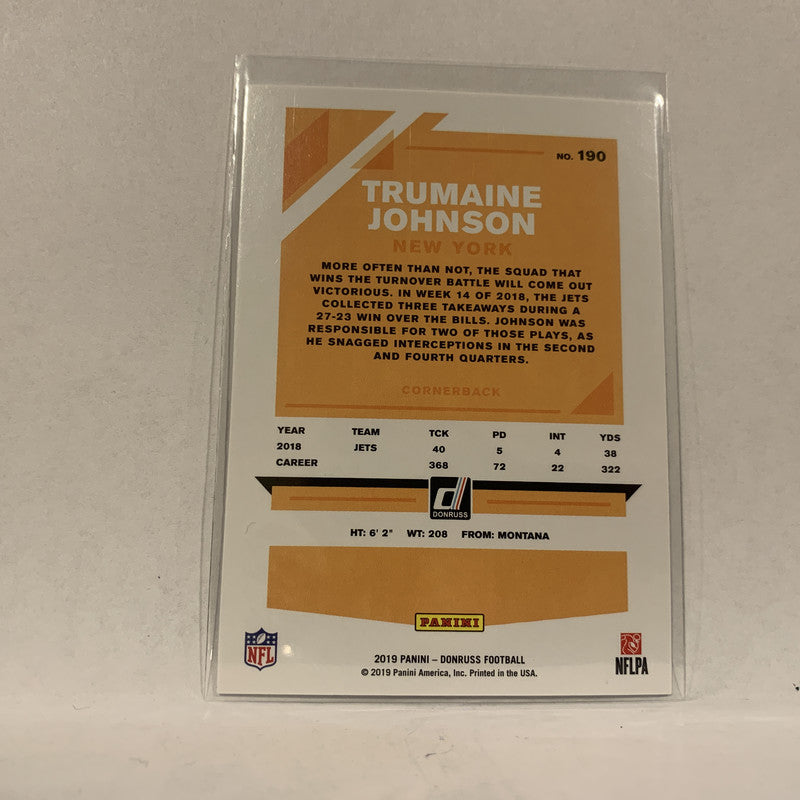 NO. 190
TRUMAINE
JOHNSON
NEW YORK
MORE OFTEN THAN NOT, THE SQUAD THAT
WINS THE TURNOVER BATTLE WILL COME OUT
VICTORIOUS. IN WEEK 14 OF 2018, THE JETS
COLLECTED THREE TAKEAWAYS DURING A
27-23 WIN OVER THE BILLS. JOHNSON WAS
RESPONSIBLE FOR TWO OF THOSE PLAYS, AS
HE SNAGGED INTERCEPTIONS IN THE SECOND
AND FOURTH QUARTERS.
CORNERBACK
YEAR TEAM TCK PD INT YDS
2018 JETS 40 5 4 38
CAREER 368 72 22 322
d
DONRUSS
HT: 6' 2" WT: 208 FROM: MONTANA
PANINI
NFL
NFLPA
2019 PANINI – DONRUSS FOOTBALL
© 2019 Panini America, Inc. Printed in the USA.